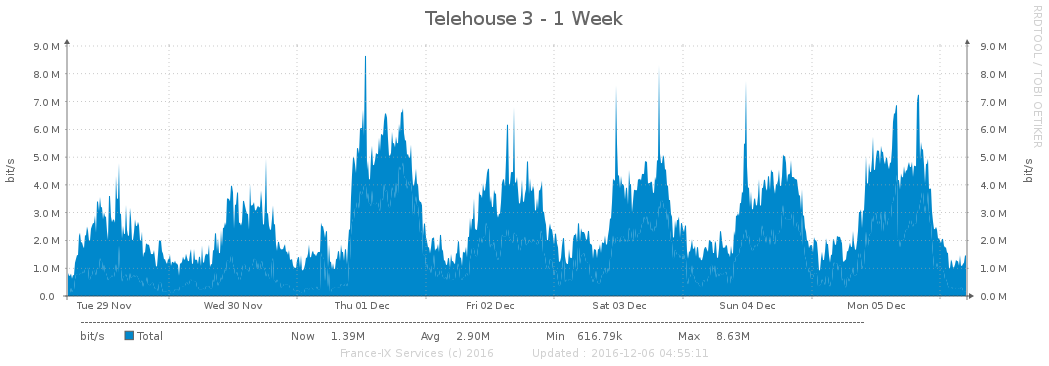 Telehouse 3 - 1 Week
RRDTOOL / TOBI OETIKER
bit/s
9.0 M
8.0 M
7.0 M
6.0 M
5.0 M
4.0 M
3.0 M
2.0 M
1.0 M
0.0
9.0 M
8.0 M
7.0 M
6.0 M
5.0 M
4.0 M
3.0 M
2.0 M
1.0 M
0.0 M
bit/s
Tue 29 Nov Wed 30 Nov Thu 01 Dec Fri 02 Dec Sat 03 Dec Sun 04 Dec Mon 05 Dec
bit/s Total Now 1.39M Avg 2.90M Min 616.79k Max 8.63M
France-IX Services (c) 2016 Updated : 2016-12-06 04:55:11